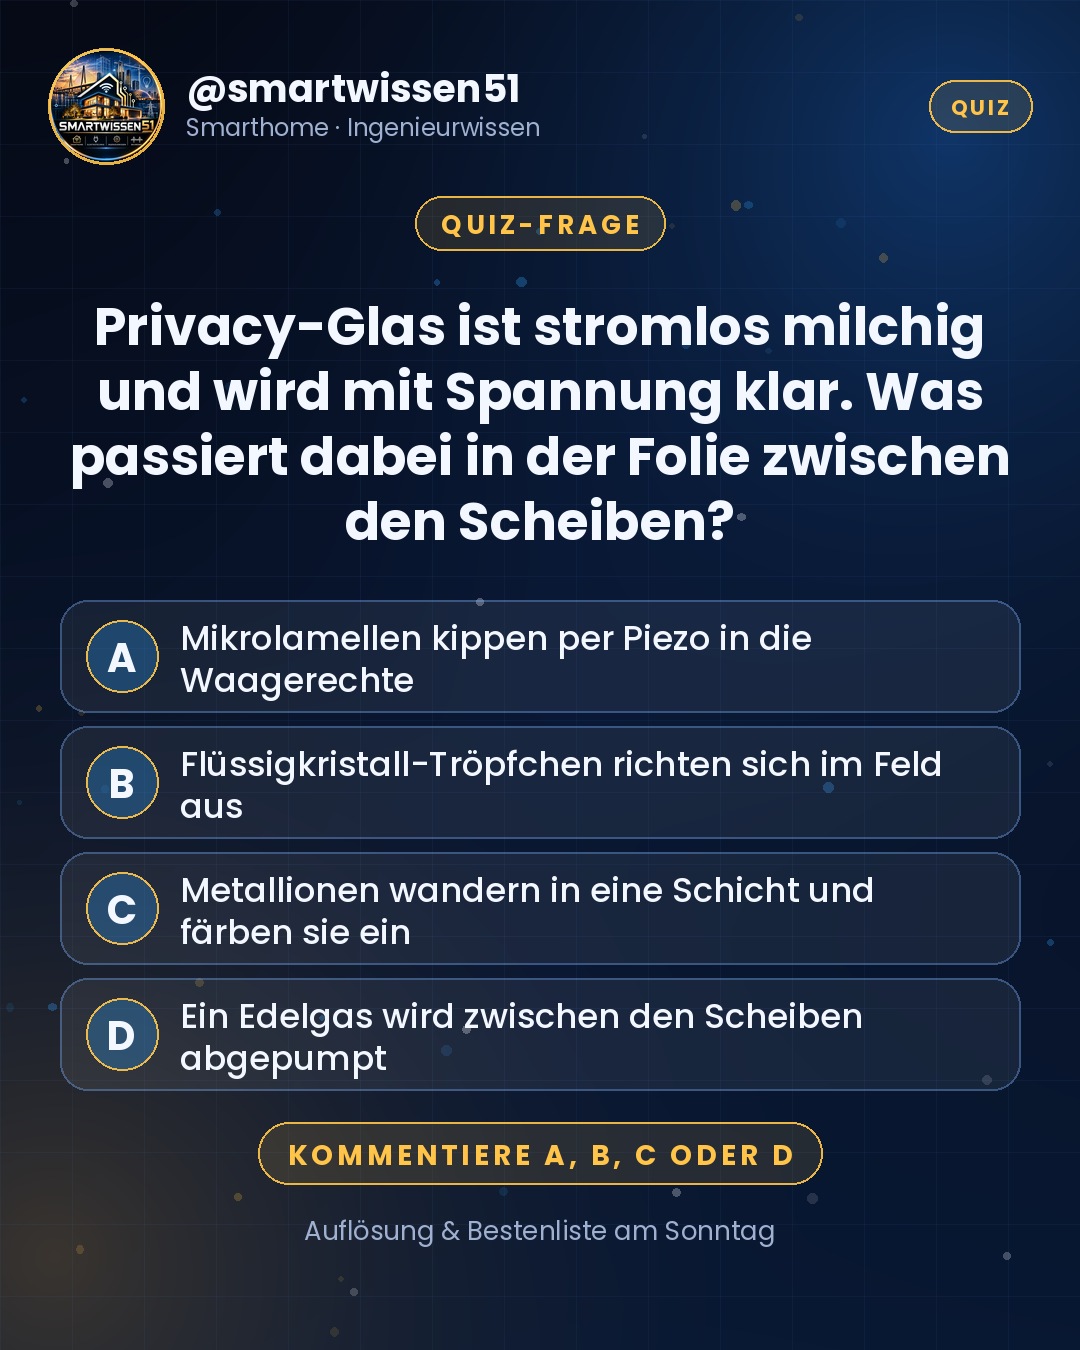 SMARTWISSEN51
@smartwissen51
Smarthome · Ingenieurwissen
QUIZ
QUIZ-FRAGE
Privacy-Glas ist stromlos milchig
und wird mit Spannung klar. Was
passiert dabei in der Folie zwischen
den Scheiben?
A
Mikrolamellen kippen per Piezo in die
Waagerechte
B
Flüssigkristall-Tröpfchen richten sich im Feld
aus
C
Metallionen wandern in eine Schicht und
färben sie ein
D
Ein Edelgas wird zwischen den Scheiben
abgepumpt
KOMMENTIERE A, B, C ODER D
Auflösung & Bestenliste am Sonntag